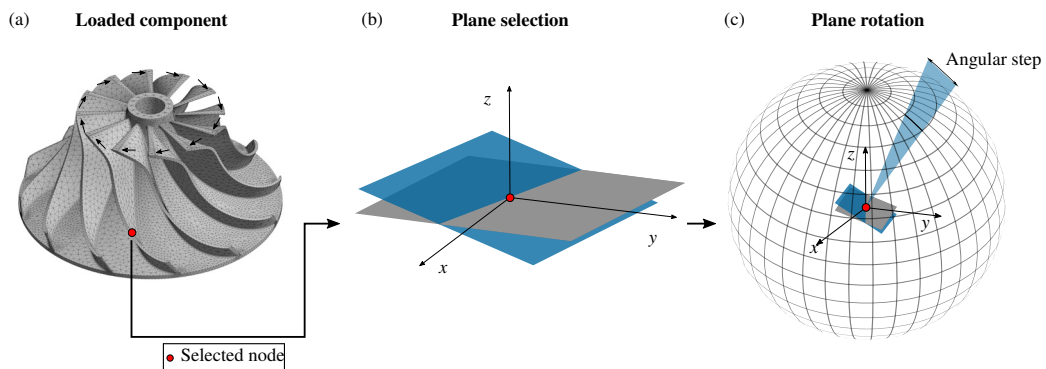 (a) Loaded component
(b) Plane selection
(c) Plane rotation
Angular step
z
x
y
z
x
y
Selected node